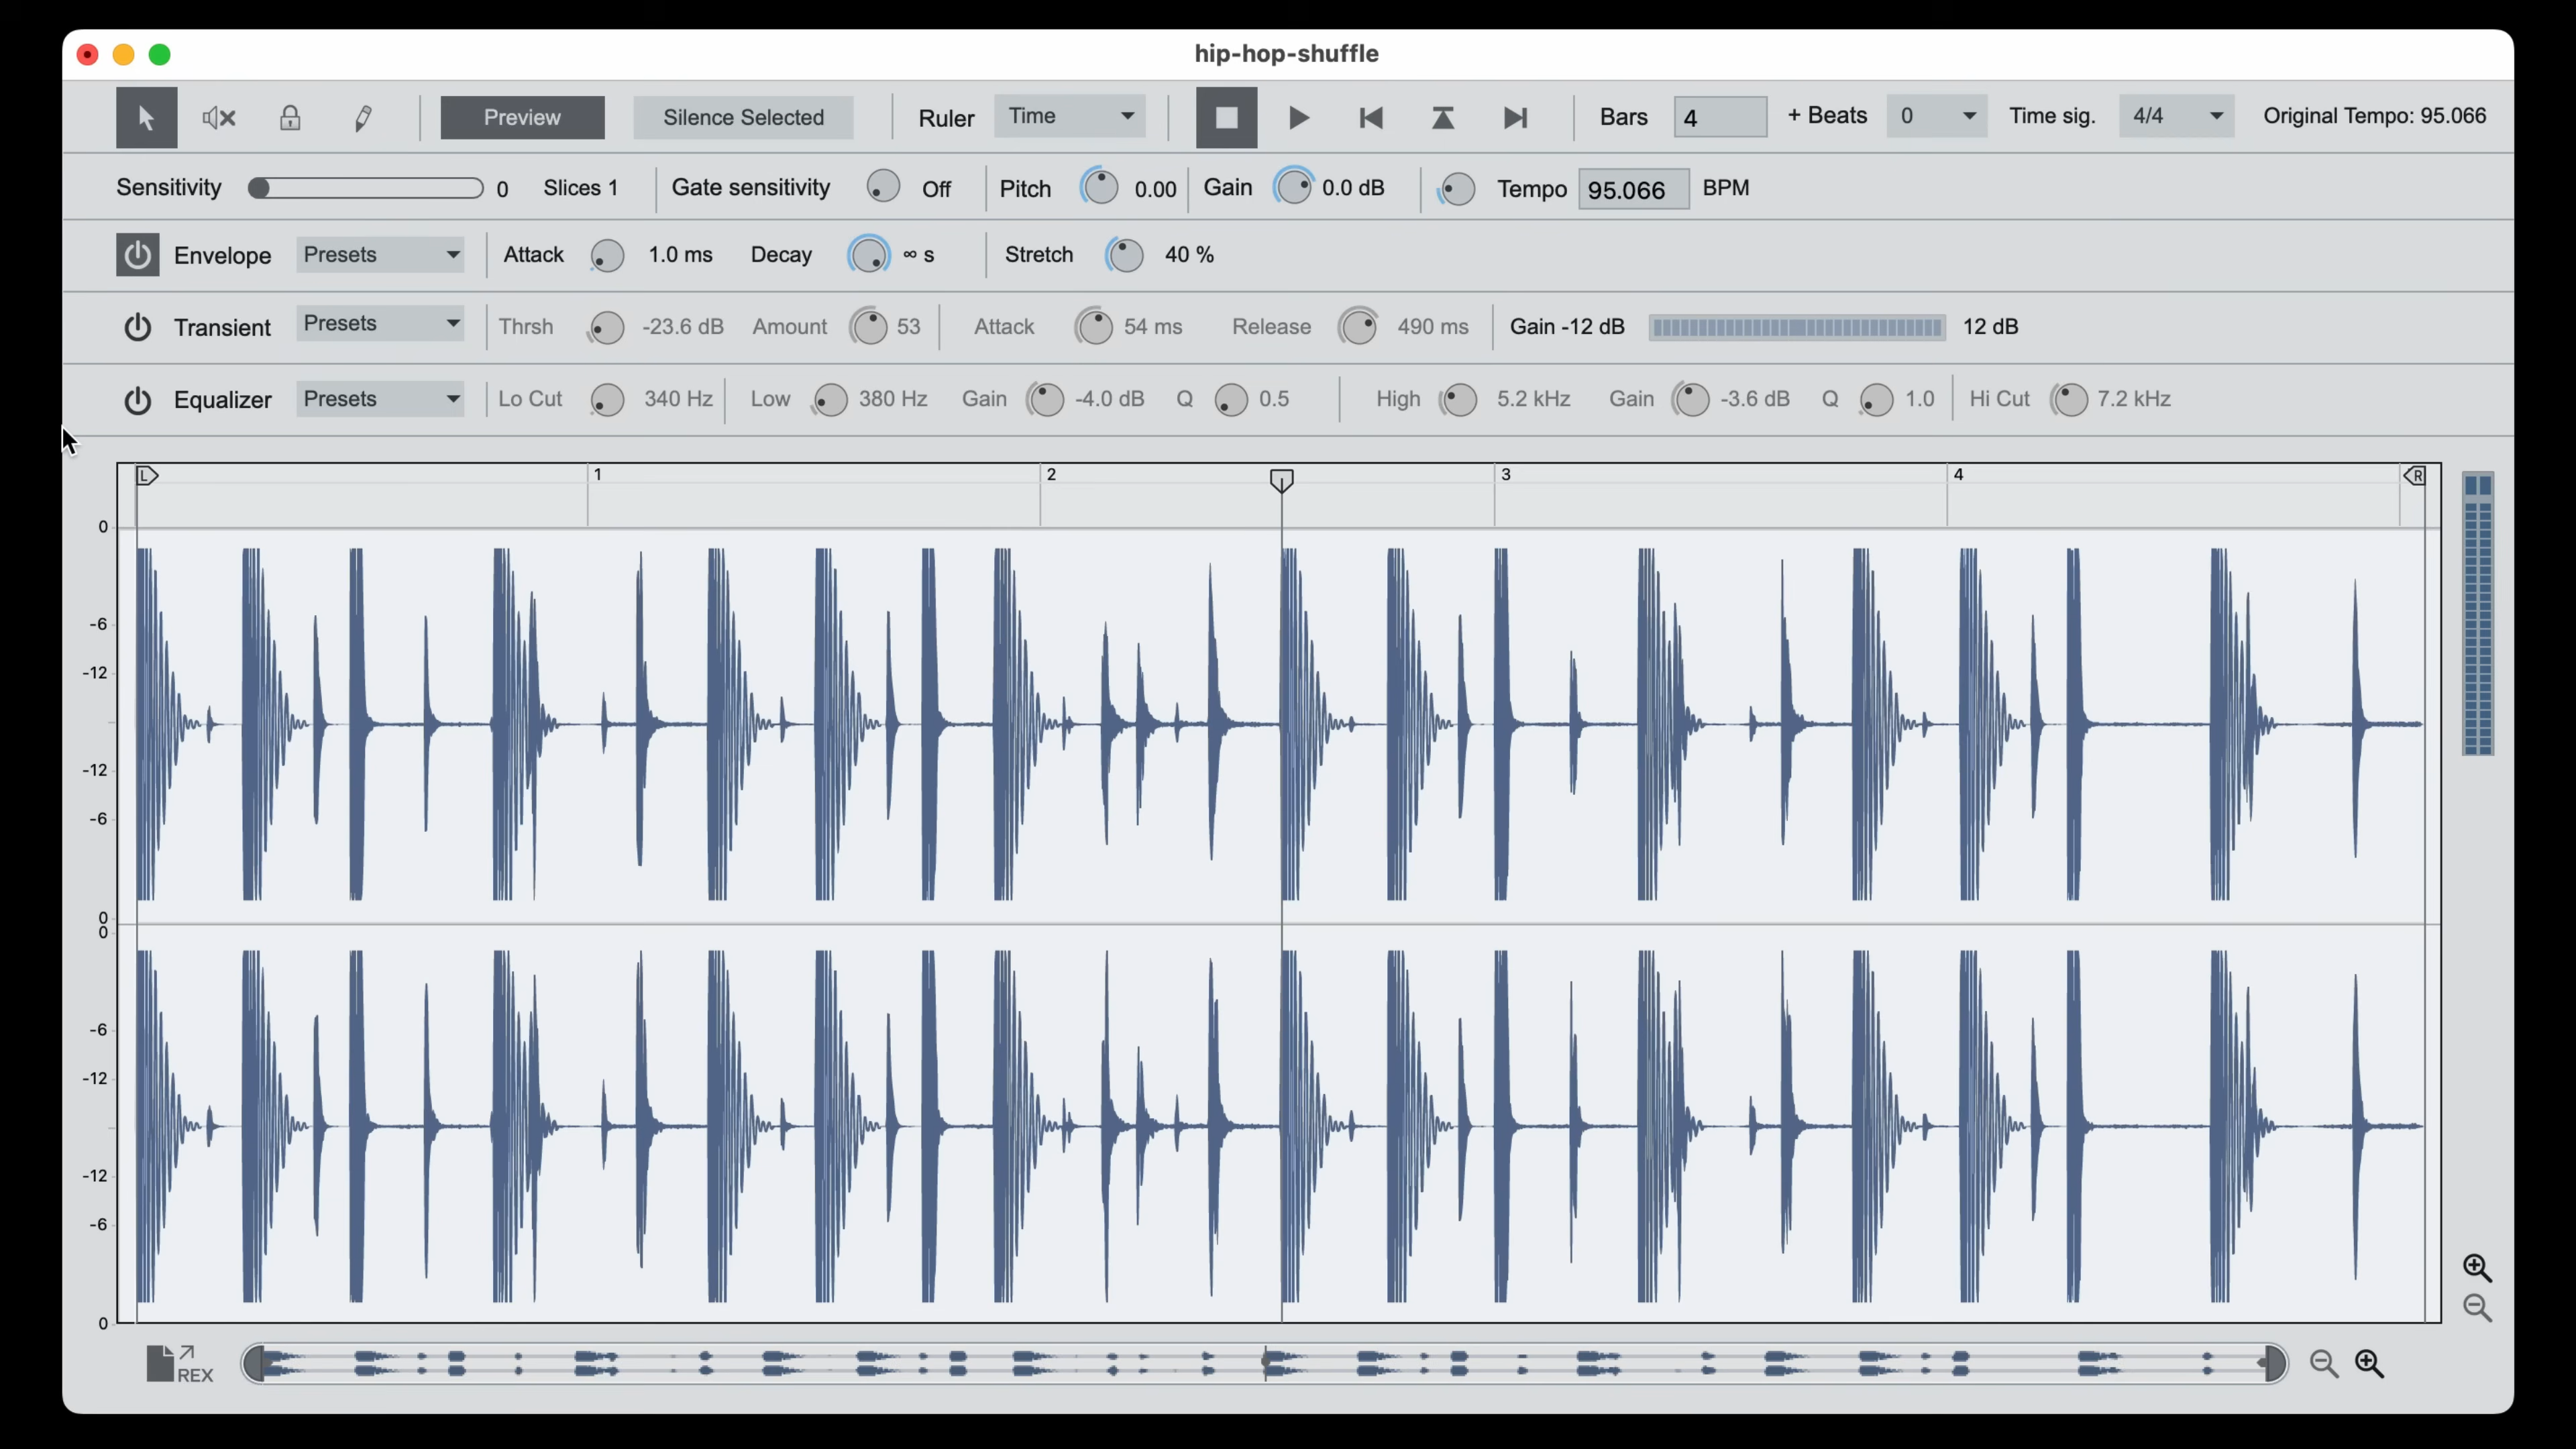 hip-hop-shuffle
Preview Silence Selected Ruler Time Bars 4 + Beats 0 Time sig. 4/4 Original Tempo: 95.066
Sensitivity 0 Slices 1 Gate sensitivity Off Pitch 0.00 Gain 0.0 dB Tempo 95.066 BPM
Envelope Presets Attack 1.0 ms Decay ∞ s Stretch 40 %
Transient Presets Thrsh -23.6 dB Amount 53 Attack 54 ms Release 490 ms Gain -12 dB 12 dB
Equalizer Presets Lo Cut 340 Hz Low 380 Hz Gain -4.0 dB Q 0.5 High 5.2 kHz Gain -3.6 dB Q 1.0 Hi Cut 7.2 kHz
L 1 2 3 4 R
0
-6
-12
-12
-6
0
0
-6
-12
-12
-6
0
REX